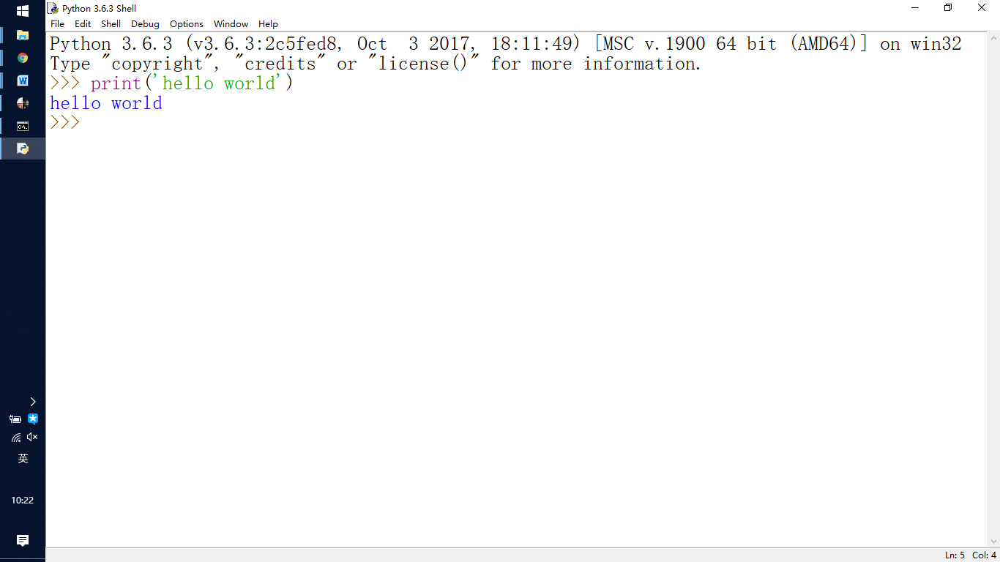 Python 3.6.3 Shell
File Edit Shell Debug Options Window Help
Python 3.6.3 (v3.6.3:2c5fed8, Oct  3 2017, 18:11:49) [MSC v.1900 64 bit (AMD64)] on win32
Type "copyright", "credits" or "license()" for more information.
>>> print('hello world')
hello world
>>>
英
10:22
Ln: 5 Col: 4